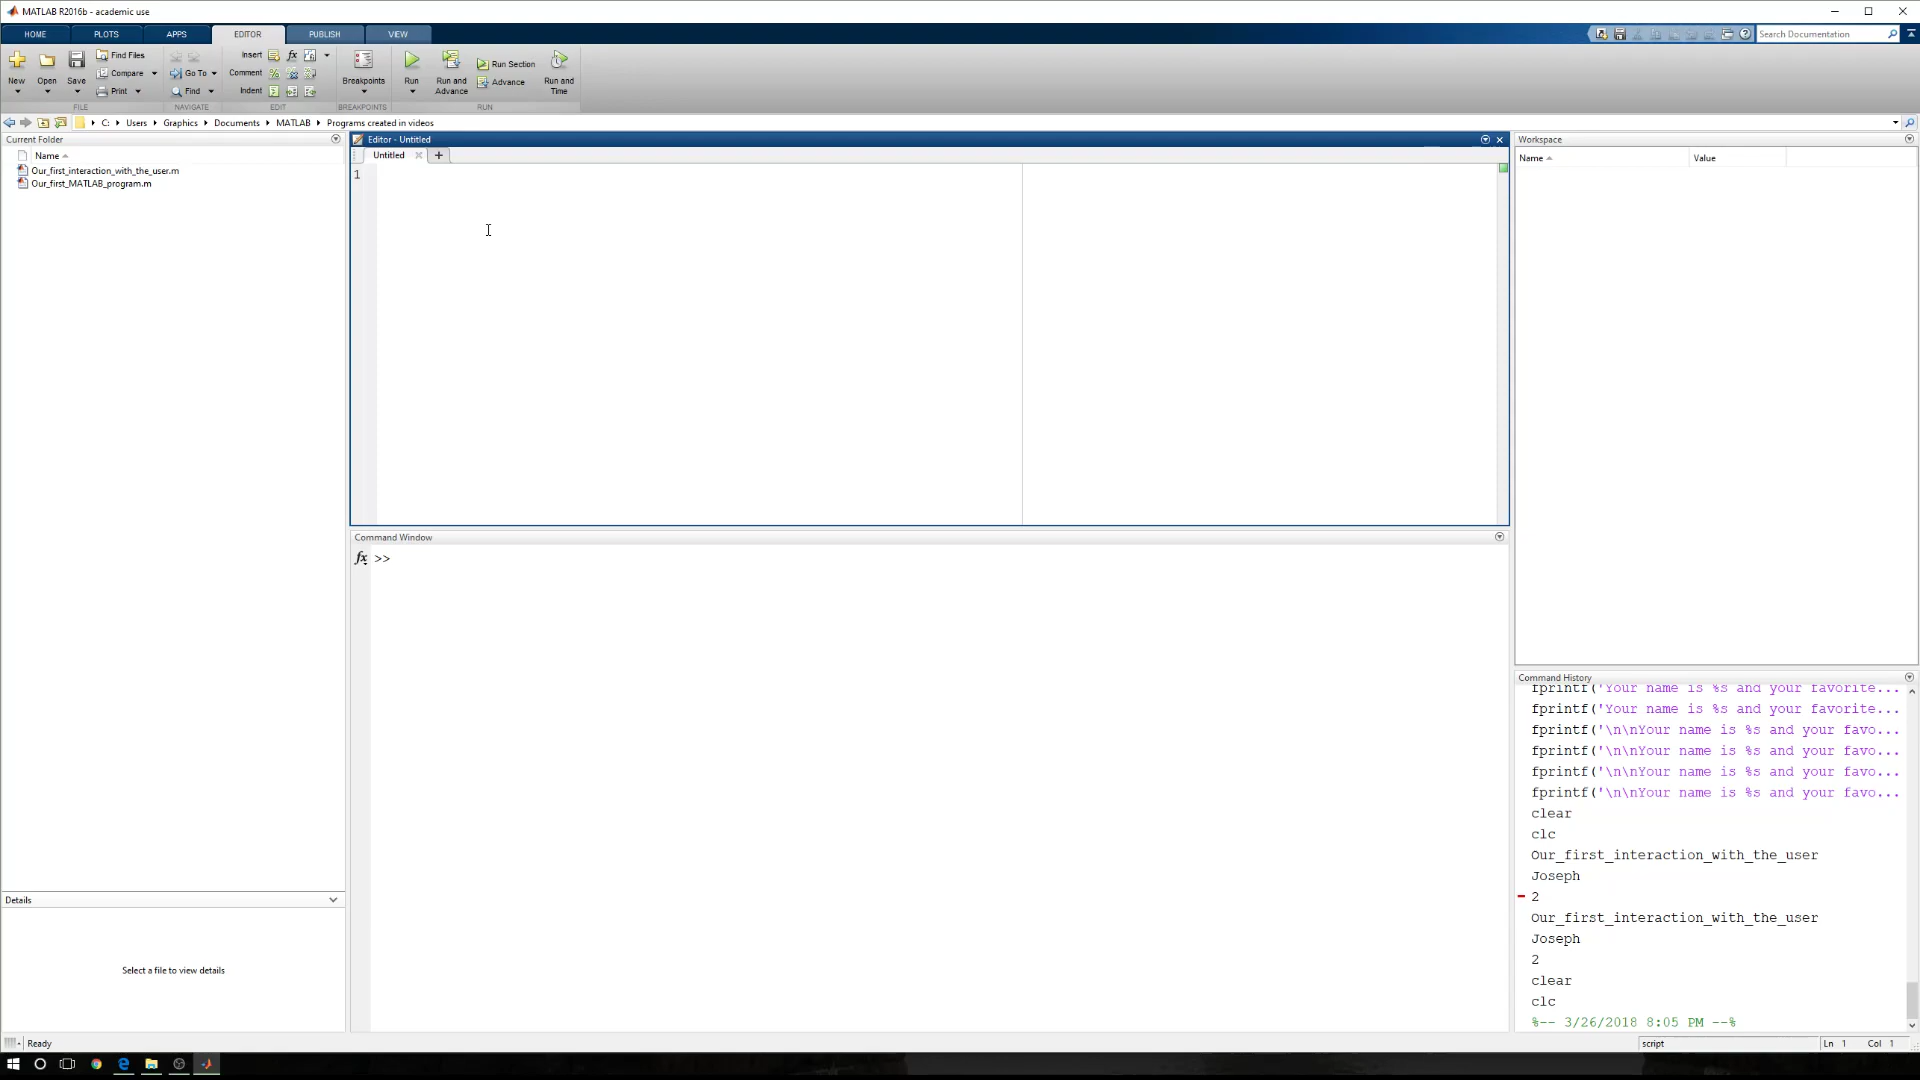 MATLAB R2016b - academic use
HOME PLOTS APPS EDITOR PUBLISH VIEW
Search Documentation
New Open Save Find Files Compare Print
Go To Find
Insert Comment Indent
Breakpoints
Run Run and Advance Run Section Advance Run and Time
FILE NAVIGATE EDIT BREAKPOINTS RUN
C: Users Graphics Documents MATLAB Programs created in videos
Current Folder
Name
Our_first_interaction_with_the_user.m
Our_first_MATLAB_program.m
Details
Select a file to view details
Editor - Untitled
Untitled
1
Command Window
fx >>
Workspace
Name Value
Command History
fprintf('Your name is %s and your favorite...
fprintf('Your name is %s and your favorite...
fprintf('\n\nYour name is %s and your favo...
fprintf('\n\nYour name is %s and your favo...
fprintf('\n\nYour name is %s and your favo...
fprintf('\n\nYour name is %s and your favo...
clear
clc
Our_first_interaction_with_the_user
Joseph
2
Our_first_interaction_with_the_user
Joseph
2
clear
clc
%-- 3/26/2018 8:05 PM --%
Ready
script
Ln 1 Col 1